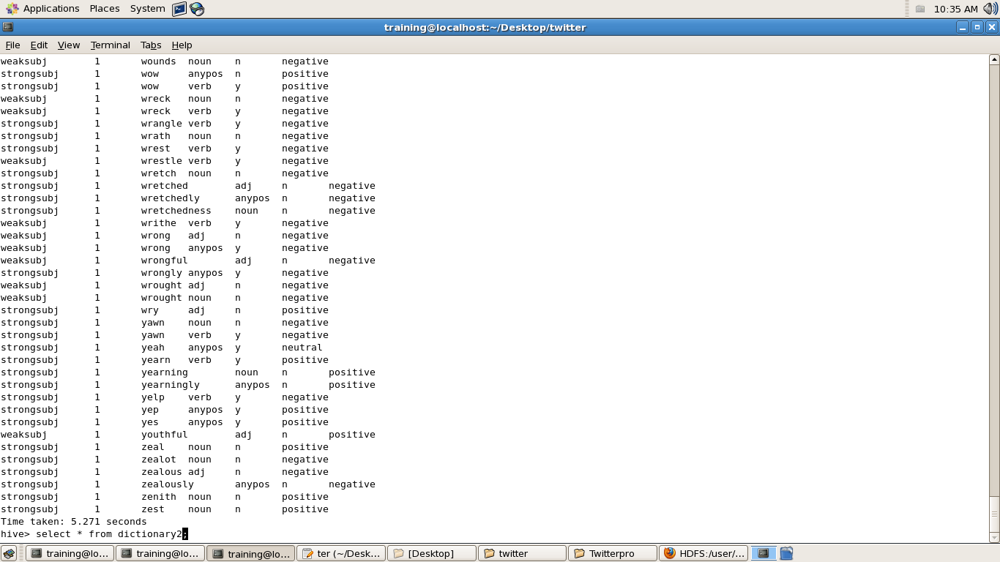 Applications Places System 10:35 AM
training@localhost:~/Desktop/twitter
File Edit View Terminal Tabs Help
weaksubj 1 wounds noun n negative
strongsubj 1 wow anypos n positive
strongsubj 1 wow verb y positive
weaksubj 1 wreck noun n negative
weaksubj 1 wreck verb y negative
strongsubj 1 wrangle verb y negative
strongsubj 1 wrath noun n negative
strongsubj 1 wrest verb y negative
weaksubj 1 wrestle verb y negative
strongsubj 1 wretch noun n negative
strongsubj 1 wretched adj n negative
strongsubj 1 wretchedly anypos n negative
strongsubj 1 wretchedness noun n negative
weaksubj 1 writhe verb y negative
weaksubj 1 wrong adj n negative
weaksubj 1 wrong anypos y negative
weaksubj 1 wrongful adj n negative
strongsubj 1 wrongly anypos y negative
weaksubj 1 wrought adj n negative
weaksubj 1 wrought noun n negative
strongsubj 1 wry adj n positive
strongsubj 1 yawn noun n negative
strongsubj 1 yawn verb y negative
strongsubj 1 yeah anypos y neutral
strongsubj 1 yearn verb y positive
strongsubj 1 yearning noun n positive
strongsubj 1 yearningly anypos n positive
strongsubj 1 yelp verb y negative
strongsubj 1 yep anypos y positive
strongsubj 1 yes anypos y positive
weaksubj 1 youthful adj n positive
strongsubj 1 zeal noun n positive
strongsubj 1 zealot noun n negative
strongsubj 1 zealous adj n negative
strongsubj 1 zealously anypos n negative
strongsubj 1 zenith noun n positive
strongsubj 1 zest noun n positive
Time taken: 5.271 seconds
hive> select * from dictionary2;
training@lo... training@lo... training@lo... ter (~/Desk... [Desktop] twitter Twitterpro HDFS:/user/...